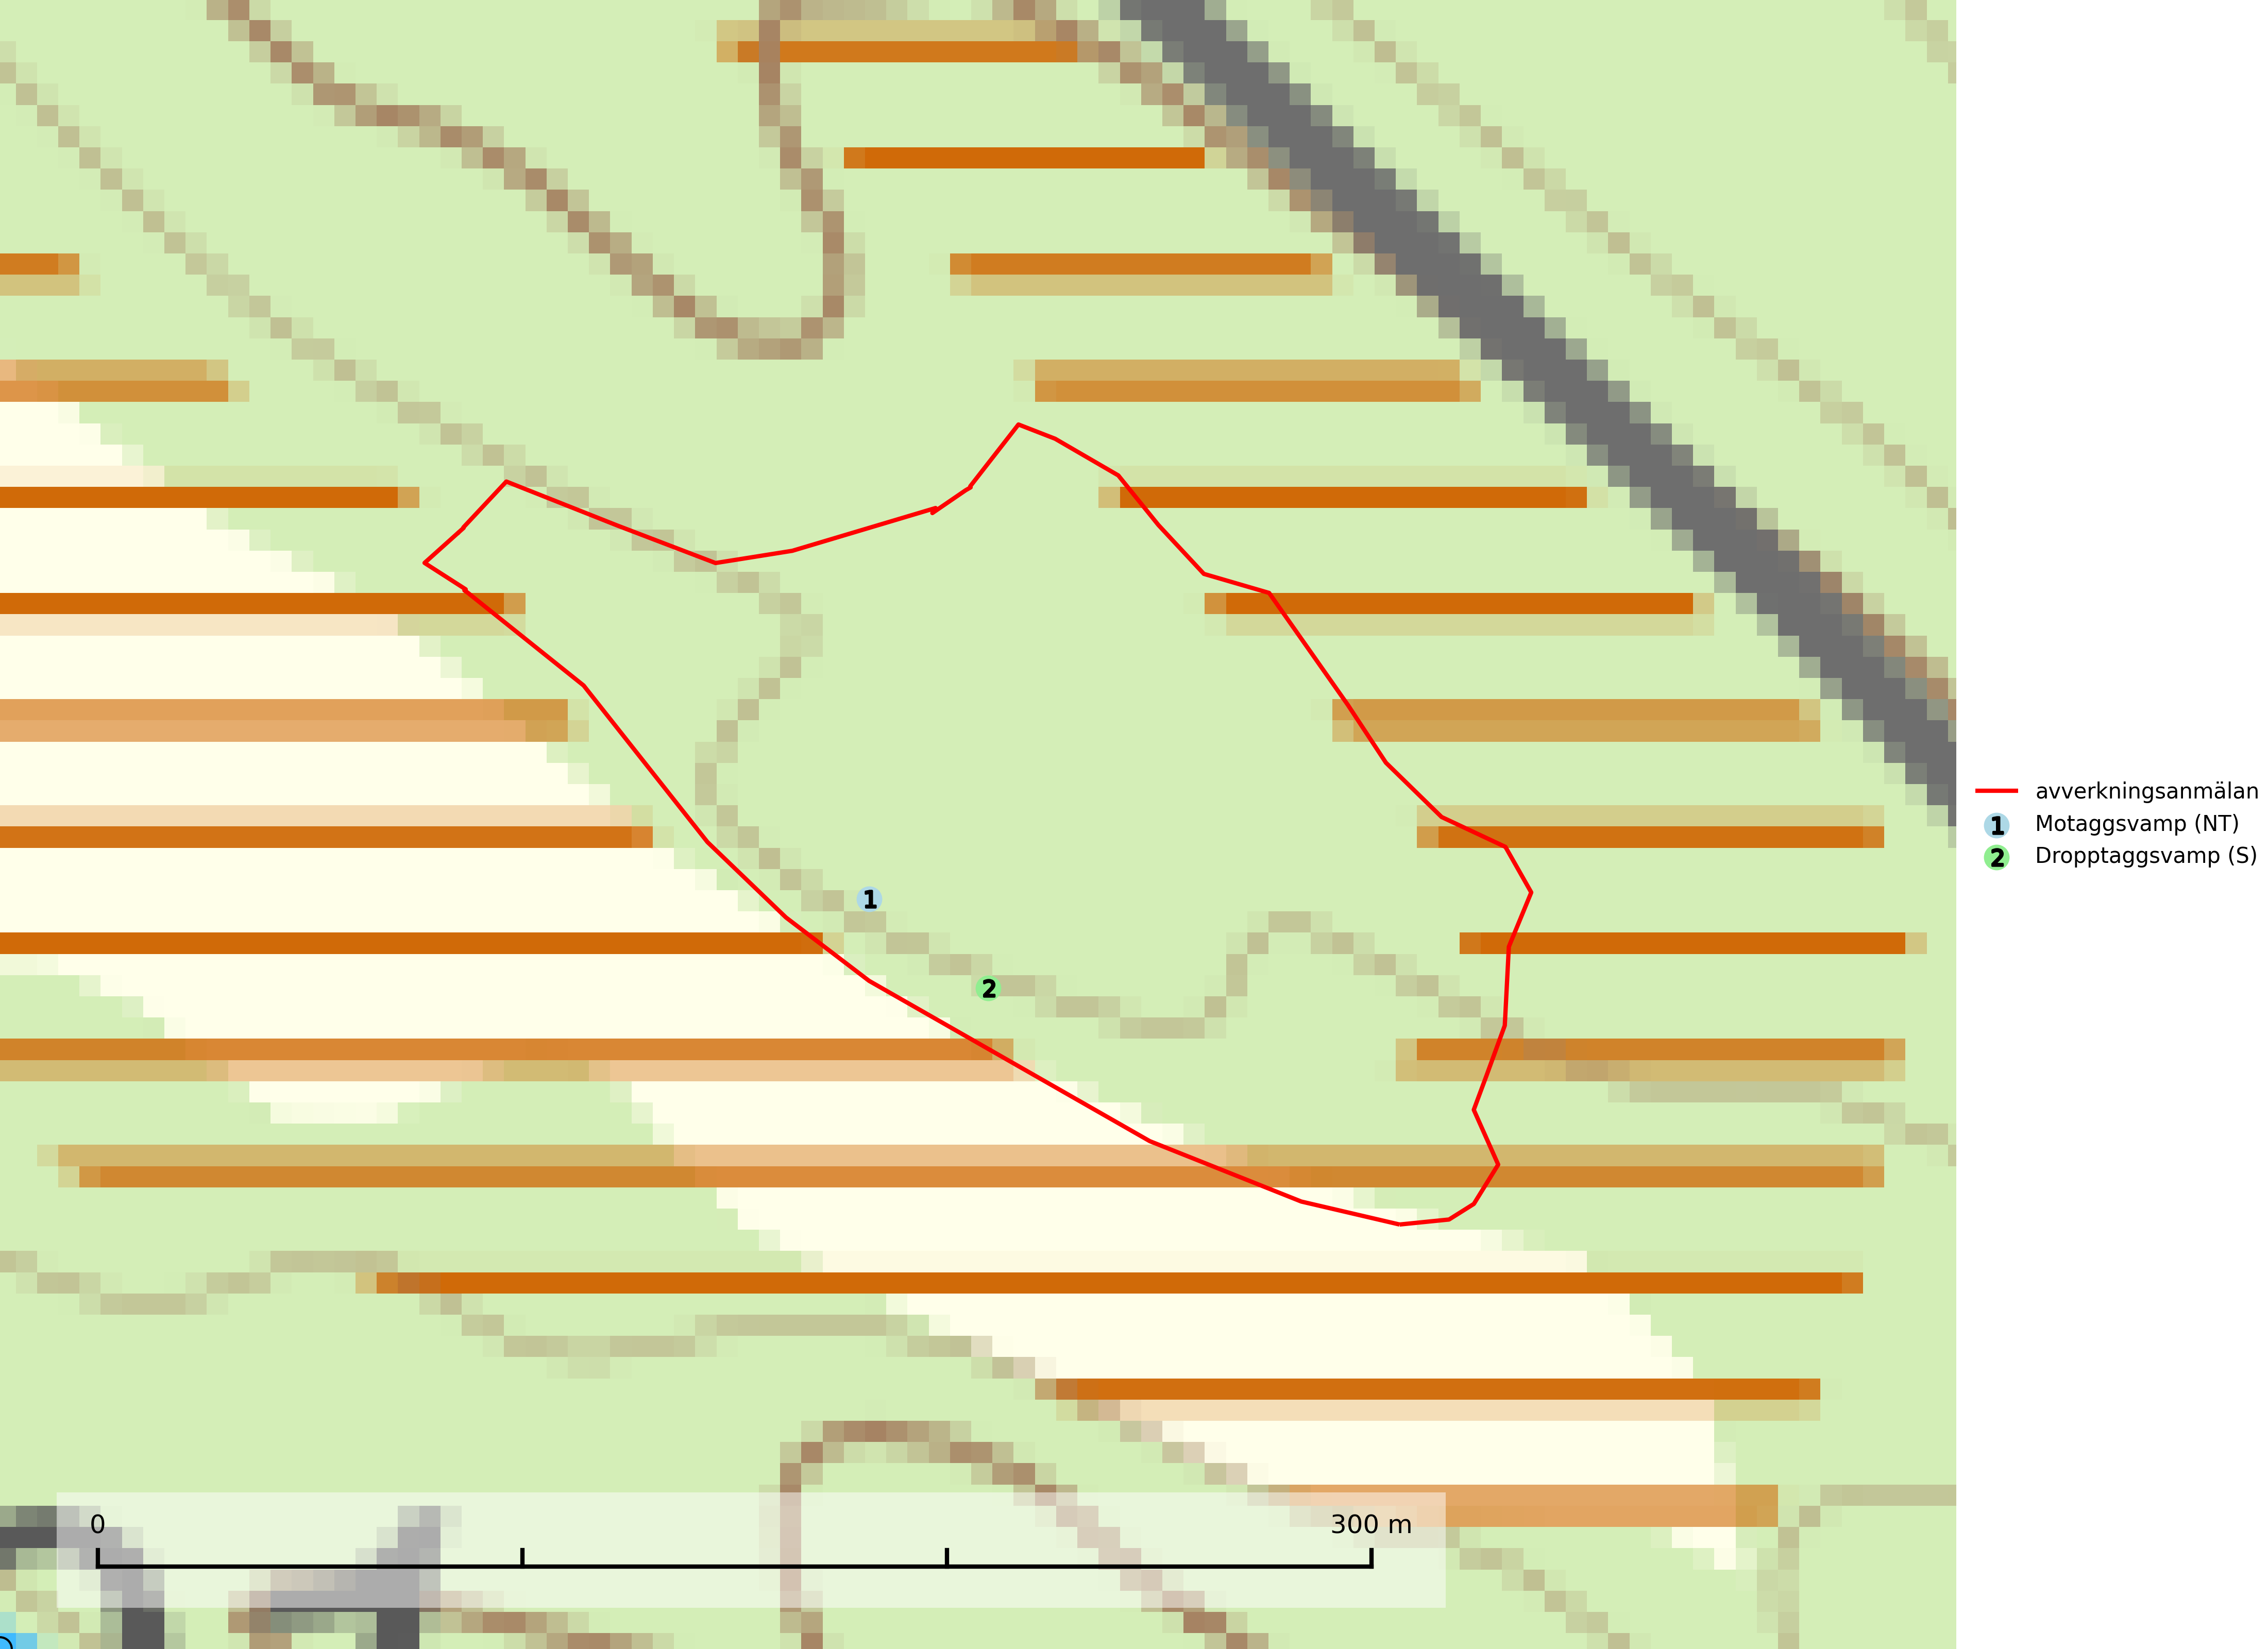 avverkningsanmälan
1 Motaggsvamp (NT)
2 Dropptaggsvamp (S)
1
2
0 300 m